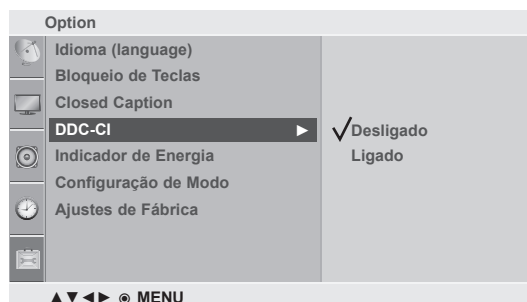 Option
Idioma (language)
Bloqueio de Teclas
Closed Caption
DDC-CI ▶
✓Desligado
Ligado
Indicador de Energia
Configuração de Modo
Ajustes de Fábrica
▲▼◄► ◉ MENU